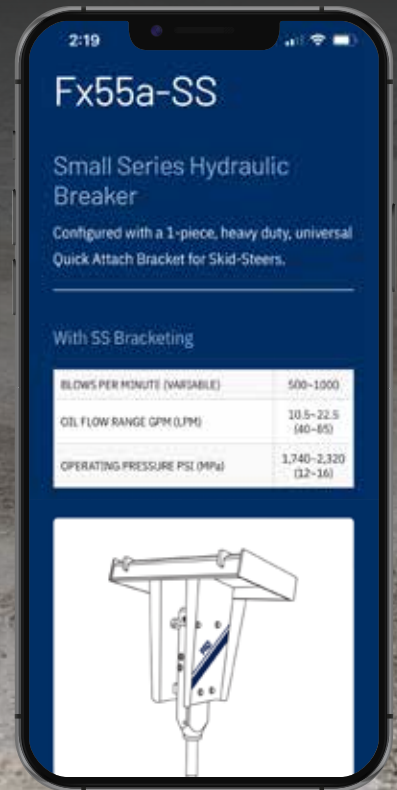 2:19
Fx55a-SS
Small Series Hydraulic
Breaker
Configured with a 1-piece, heavy duty, universal
Quick Attach Bracket for Skid-Steers.
With SS Bracketing
BLOWS PER MINUTE (VARIABLE) 500-1000
OIL FLOW RANGE GPM (LPM) 10.5-22.5
(40-85)
OPERATING PRESSURE PSI (MPa) 1,740-2,320
(12-16)